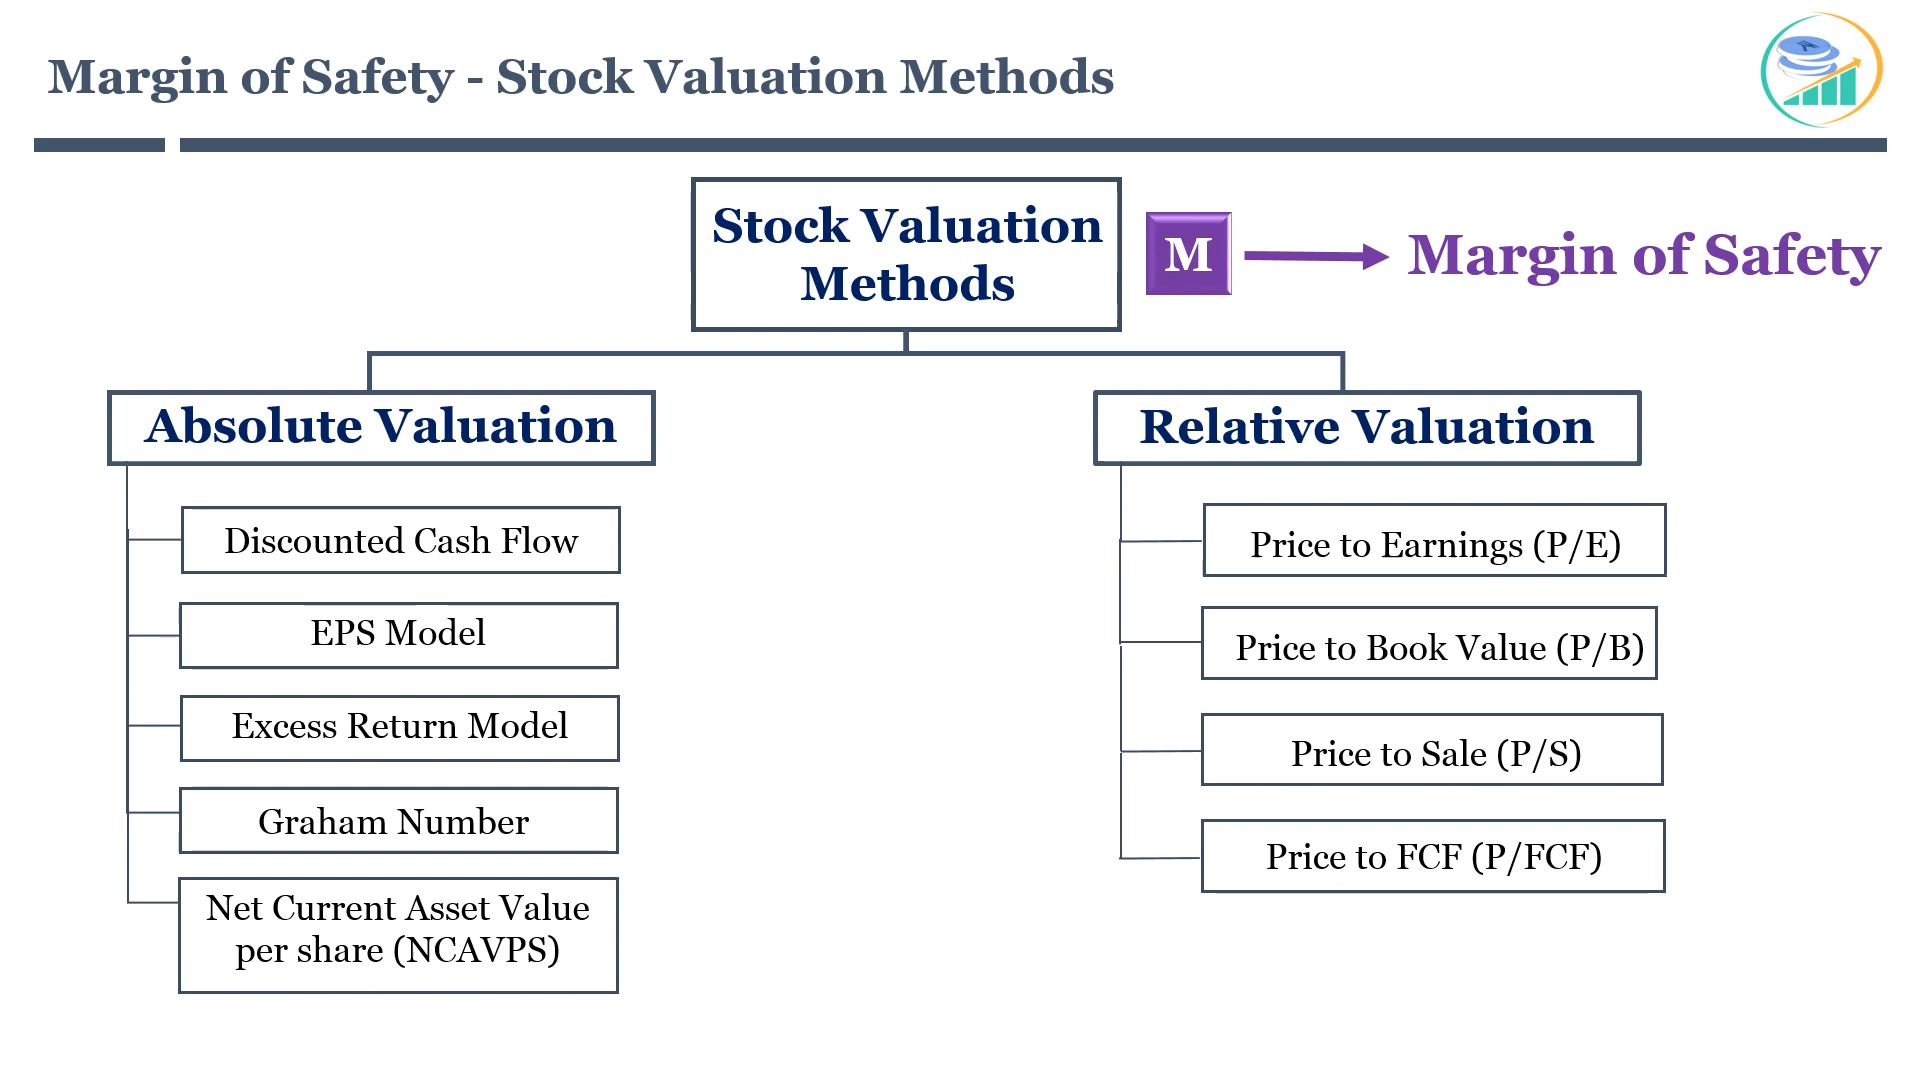 Margin of Safety - Stock Valuation Methods
Stock Valuation
Methods
M
Margin of Safety
Absolute Valuation
Discounted Cash Flow
EPS Model
Excess Return Model
Graham Number
Net Current Asset Value
per share (NCAVPS)
Relative Valuation
Price to Earnings (P/E)
Price to Book Value (P/B)
Price to Sale (P/S)
Price to FCF (P/FCF)